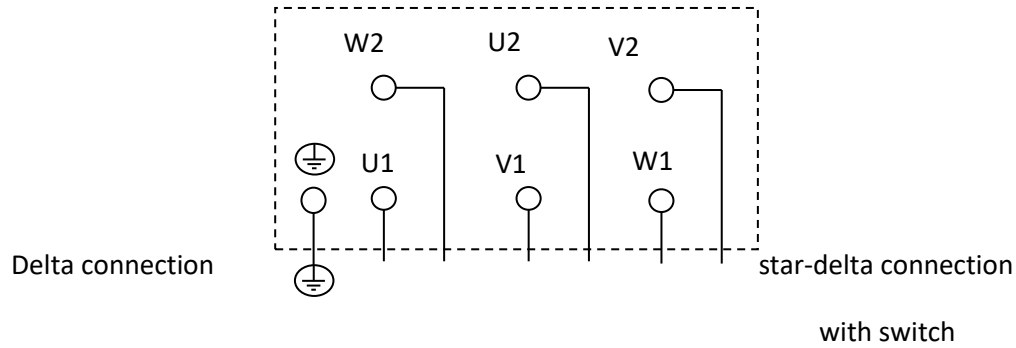 W2 U2 V2
U1 V1 W1
Delta connection star-delta connection
with switch